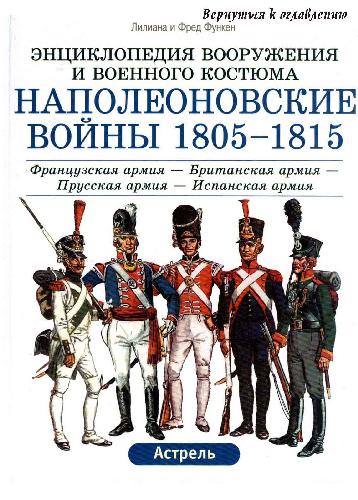 Вернуться к оглавлению
Лилиана и Фред Функен
ЭНЦИКЛОПЕДИЯ ВООРУЖЕНИЯ
И ВОЕННОГО КОСТЮМА
НАПОЛЕОНОВСКИЕ
ВОЙНЫ 1805–1815
Французская армия — Британская армия —
Прусская армия — Испанская армия
Астрель